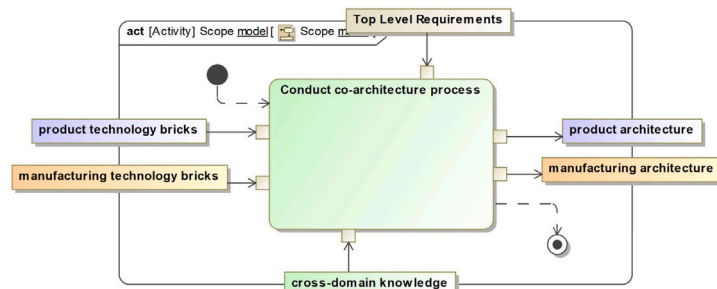 Top Level Requirements
act [Activity] Scope model [ Scope
Conduct co-architecture process
product technology bricks
product architecture
manufacturing technology bricks
manufacturing architecture
cross-domain knowledge